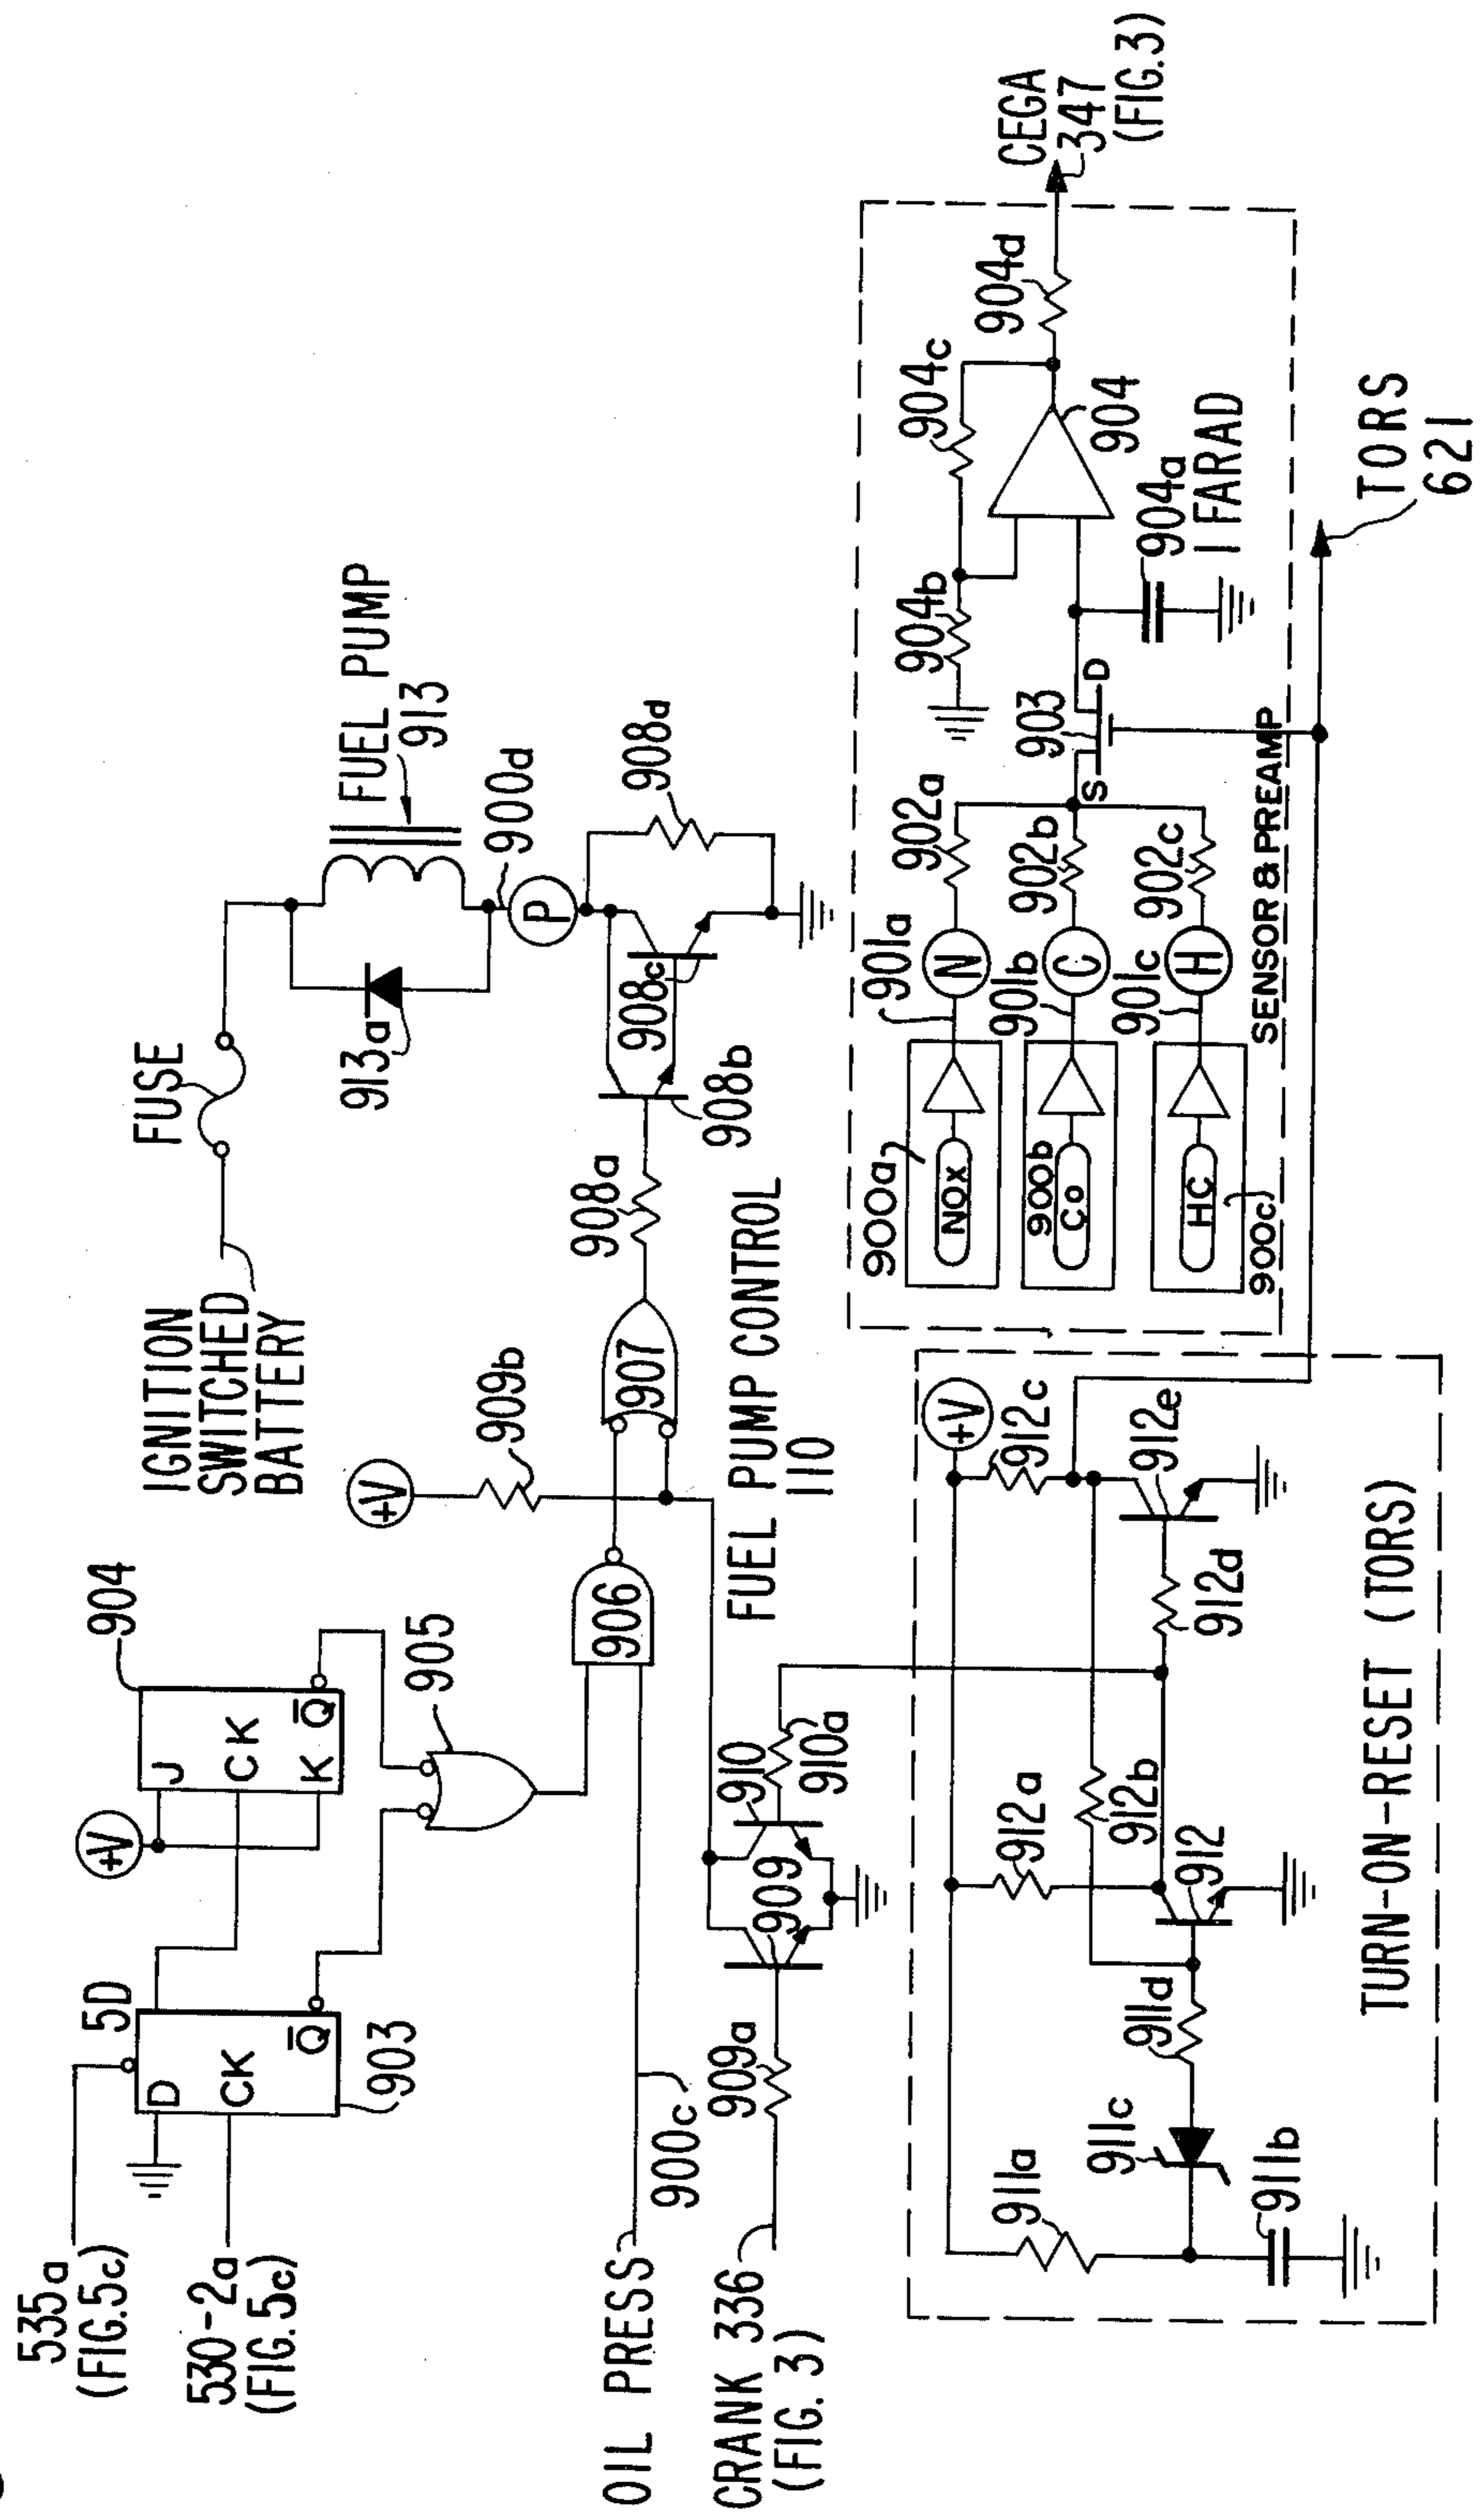 535a
(FIG.5c)
530-2a
(FIG.5c)
5D
D
CK
Q
903
+V
J
CK
K
Q
904
905
906
907
+V
909b
908a
908b
908c
908d
IGNITION
SWITCHED
BATTERY
FUSE
913a
FUEL PUMP
913
900d
P
OIL PRESS
900c
CRANK 336
(FIG. 3)
909a
909
910
910a
FUEL PUMP CONTROL
110
911a
911b
911c
911d
912a
912b
912
912c
912d
912e
+V
TURN-ON-RESET (TORS)
900a
NOX
900b
Co
HC
900c
901a
N
901b
C
901c
H
902a
902b
902c
SENSOR & PREAMP
903
S
D
904b
904c
904d
904
904a
1 FARAD
CEGA
347
(FIG.3)
TORS
621